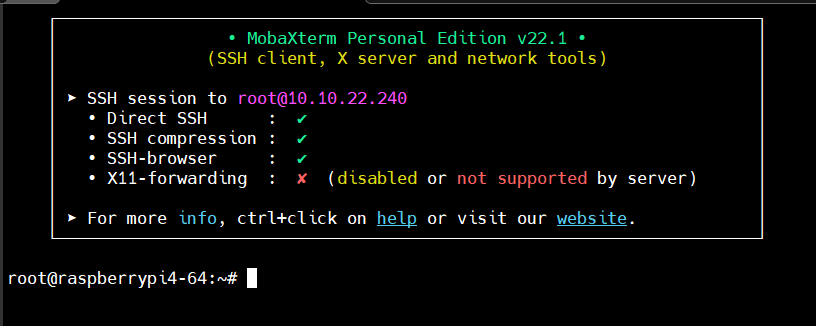 • MobaXterm Personal Edition v22.1 •
(SSH client, X server and network tools)
➤ SSH session to root@10.10.22.240
• Direct SSH      :  ✔
• SSH compression :  ✔
• SSH-browser     :  ✔
• X11-forwarding  :  ✘  (disabled or not supported by server)
➤ For more info, ctrl+click on help or visit our website.
root@raspberrypi4-64:~#